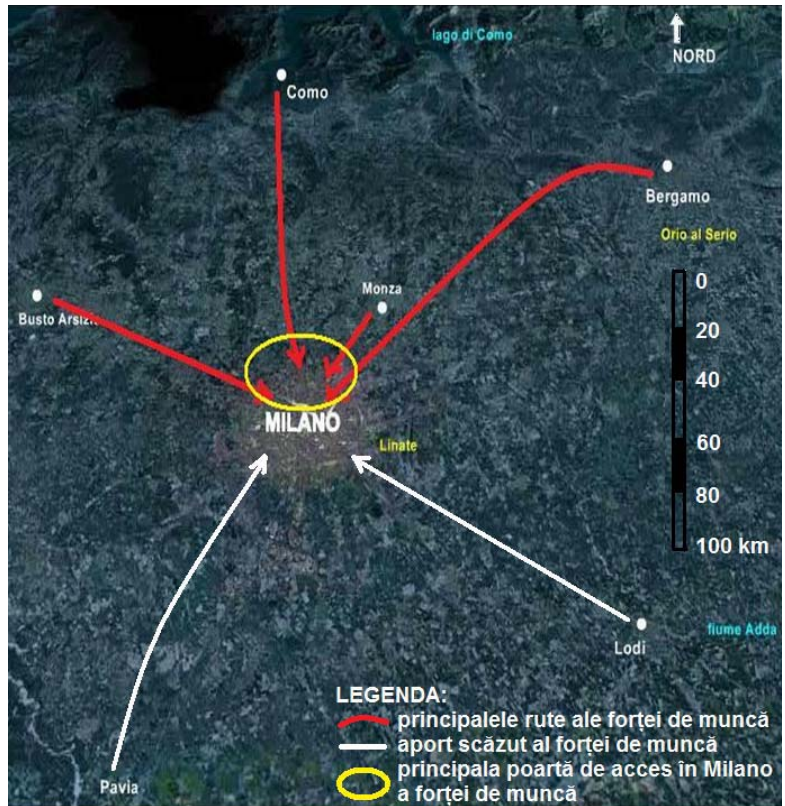 lago di Como
NORD
Como
Bergamo
Orio al Serio
Monza
Busto Arsizi
0
20
40
60
80
100 km
MILANO
Linate
Lodi
fiume Adda
Pavia
LEGENDA:
principalele rute ale forței de muncă
aport scăzut al forței de muncă
principala poartă de acces în Milano
a forței de muncă